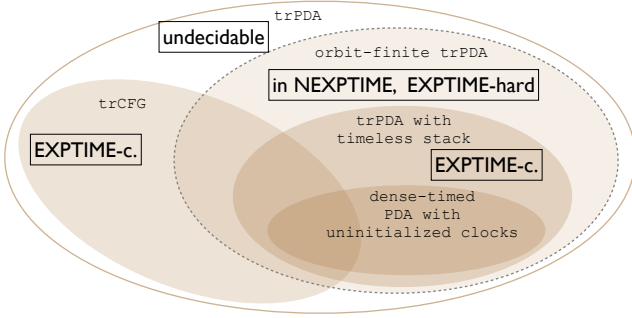 trPDA
undecidable
orbit-finite trPDA
in NEXPTIME, EXPTIME-hard
trCFG
EXPTIME-c.
trPDA with
timeless stack
EXPTIME-c.
dense-timed
PDA with
uninitialized clocks